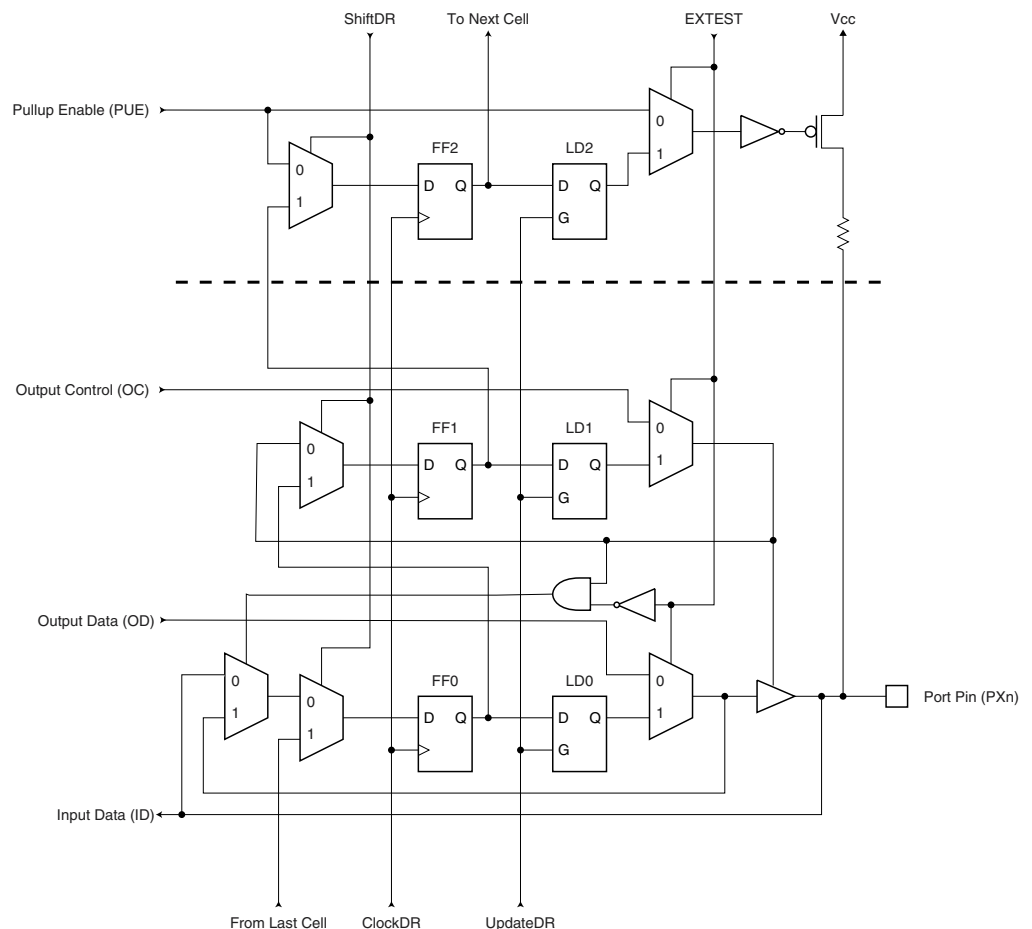 ShiftDR To Next Cell EXTEST Vcc
Pullup Enable (PUE)
0
1
FF2
D Q
LD2
D Q
G
0
1
Output Control (OC)
0
1
FF1
D Q
LD1
D Q
G
0
1
Output Data (OD)
0
1
0
1
FF0
D Q
LD0
D Q
G
0
1
Port Pin (PXn)
Input Data (ID)
From Last Cell ClockDR UpdateDR